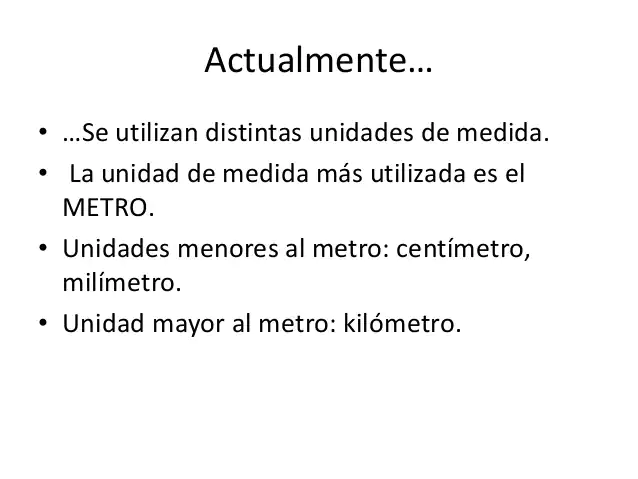 Actualmente…
• …Se utilizan distintas unidades de medida.
• La unidad de medida más utilizada es el
METRO.
• Unidades menores al metro: centímetro,
milímetro.
• Unidad mayor al metro: kilómetro.